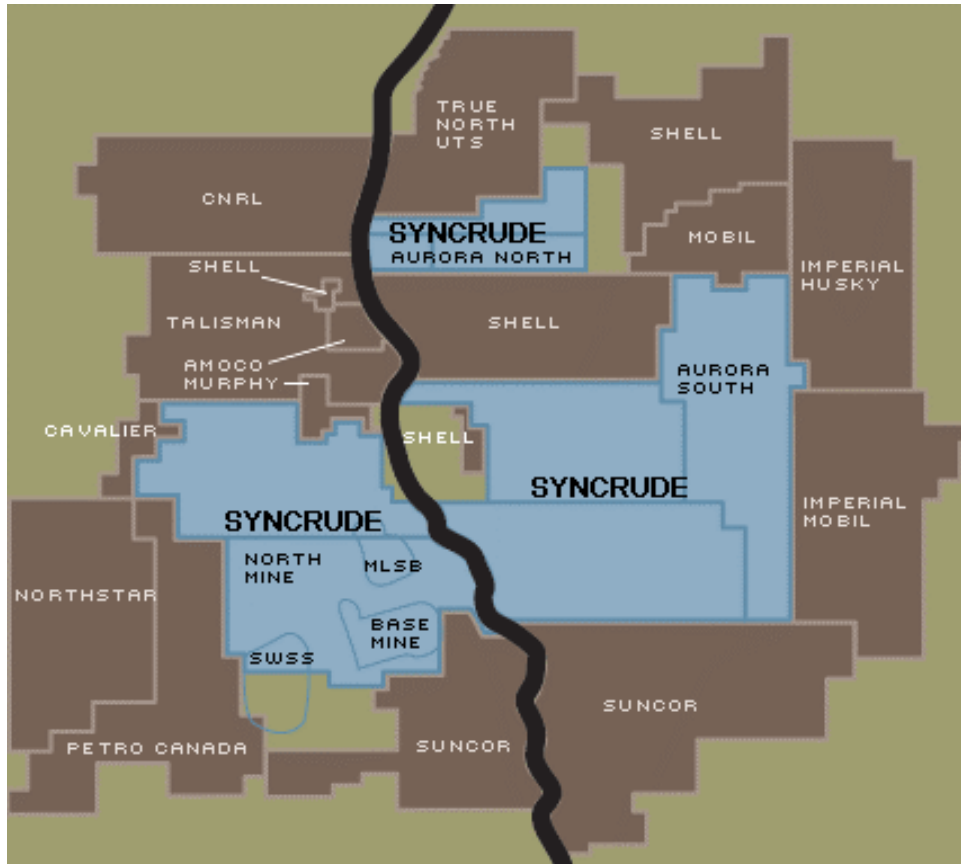 TRUE
NORTH
UTS
SHELL
CNRL
SYNCRUDE
AURORA NORTH
MOBIL
SHELL
IMPERIAL
HUSKY
TALISMAN
SHELL
AMOCO
MURPHY
AURORA
SOUTH
CAVALIER
SHELL
SYNCRUDE
SYNCRUDE
IMPERIAL
MOBIL
NORTH
MINE
MLSB
NORTHSTAR
BASE
MINE
SWSS
SUNCOR
PETRO CANADA
SUNCOR